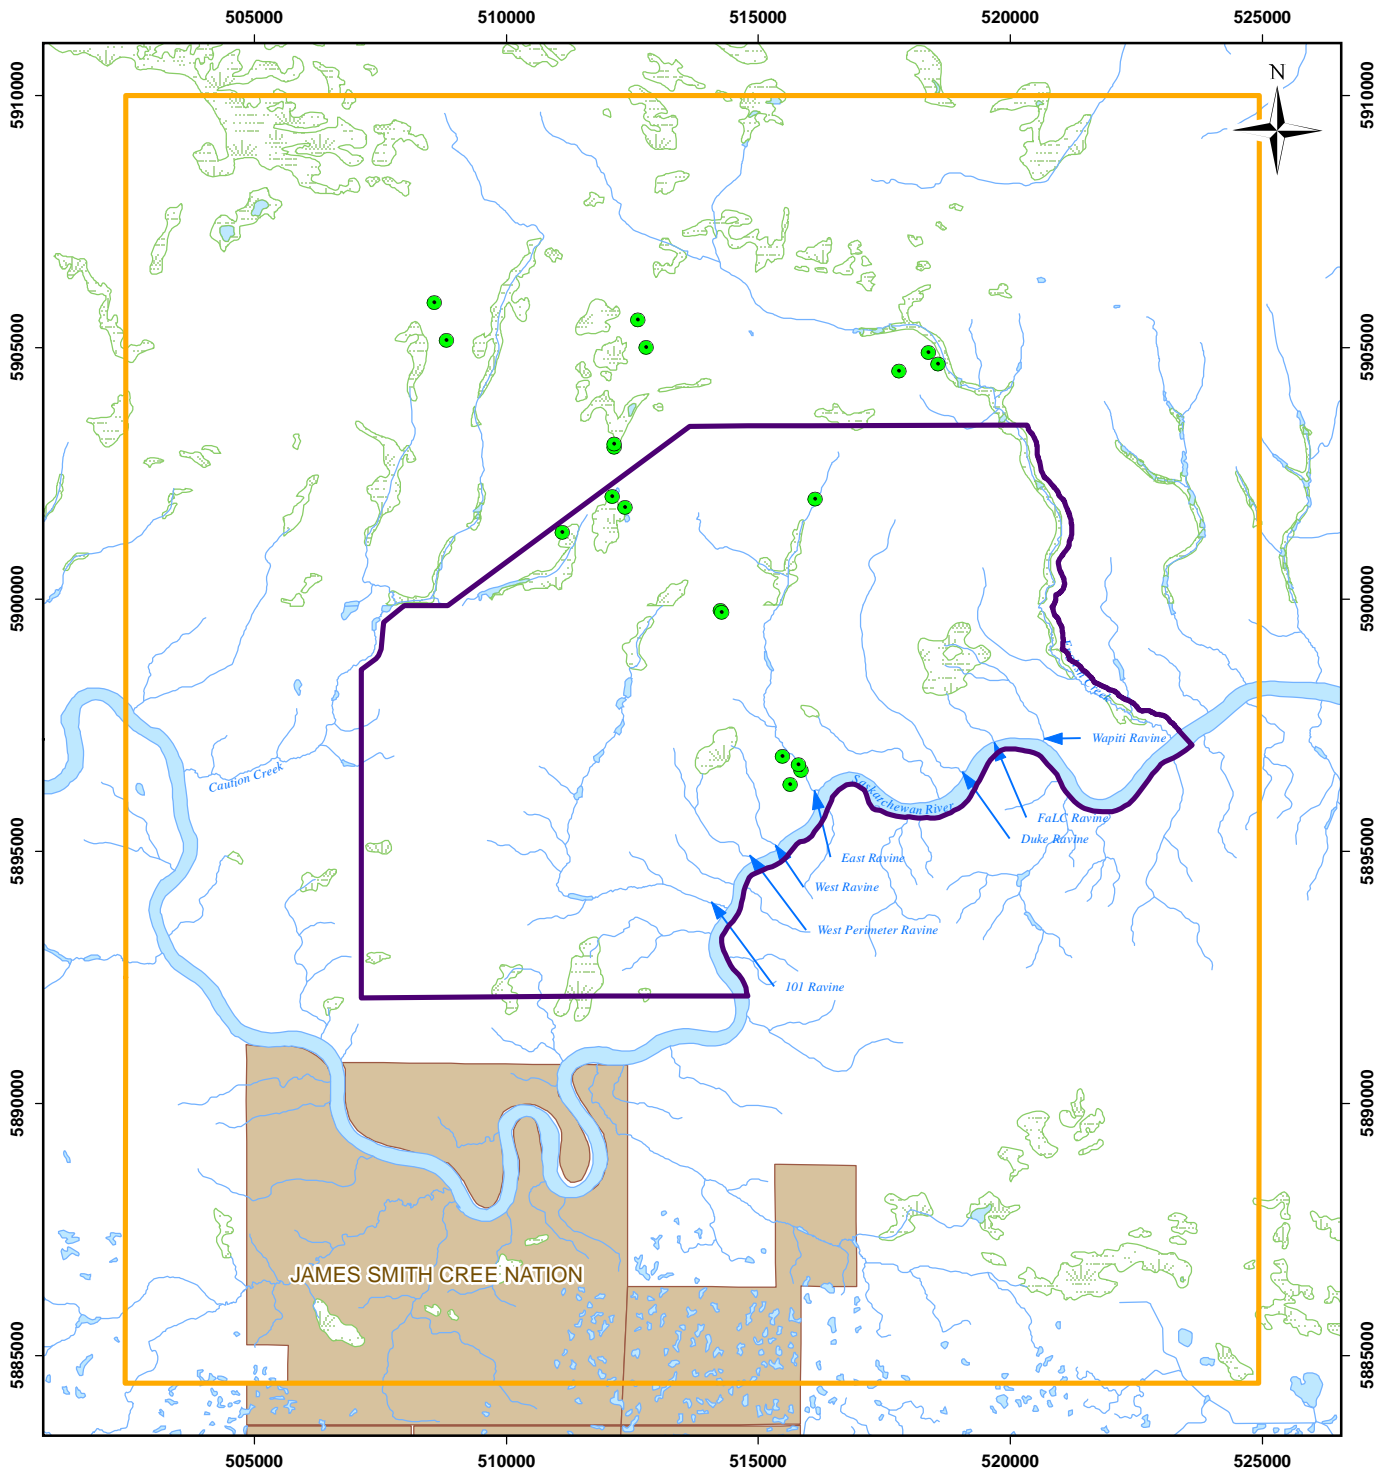 505000 510000 515000 520000 525000
N
5910000 5910000
5905000 5905000
5900000 5900000
English Creek
Wapiti Ravine
Caution Creek
Saskatchewan River
FaLC Ravine
Duke Ravine
5895000 5895000
East Ravine
West Ravine
West Perimeter Ravine
101 Ravine
5890000 5890000
JAMES SMITH CREE NATION
5885000 5885000
505000 510000 515000 520000 525000